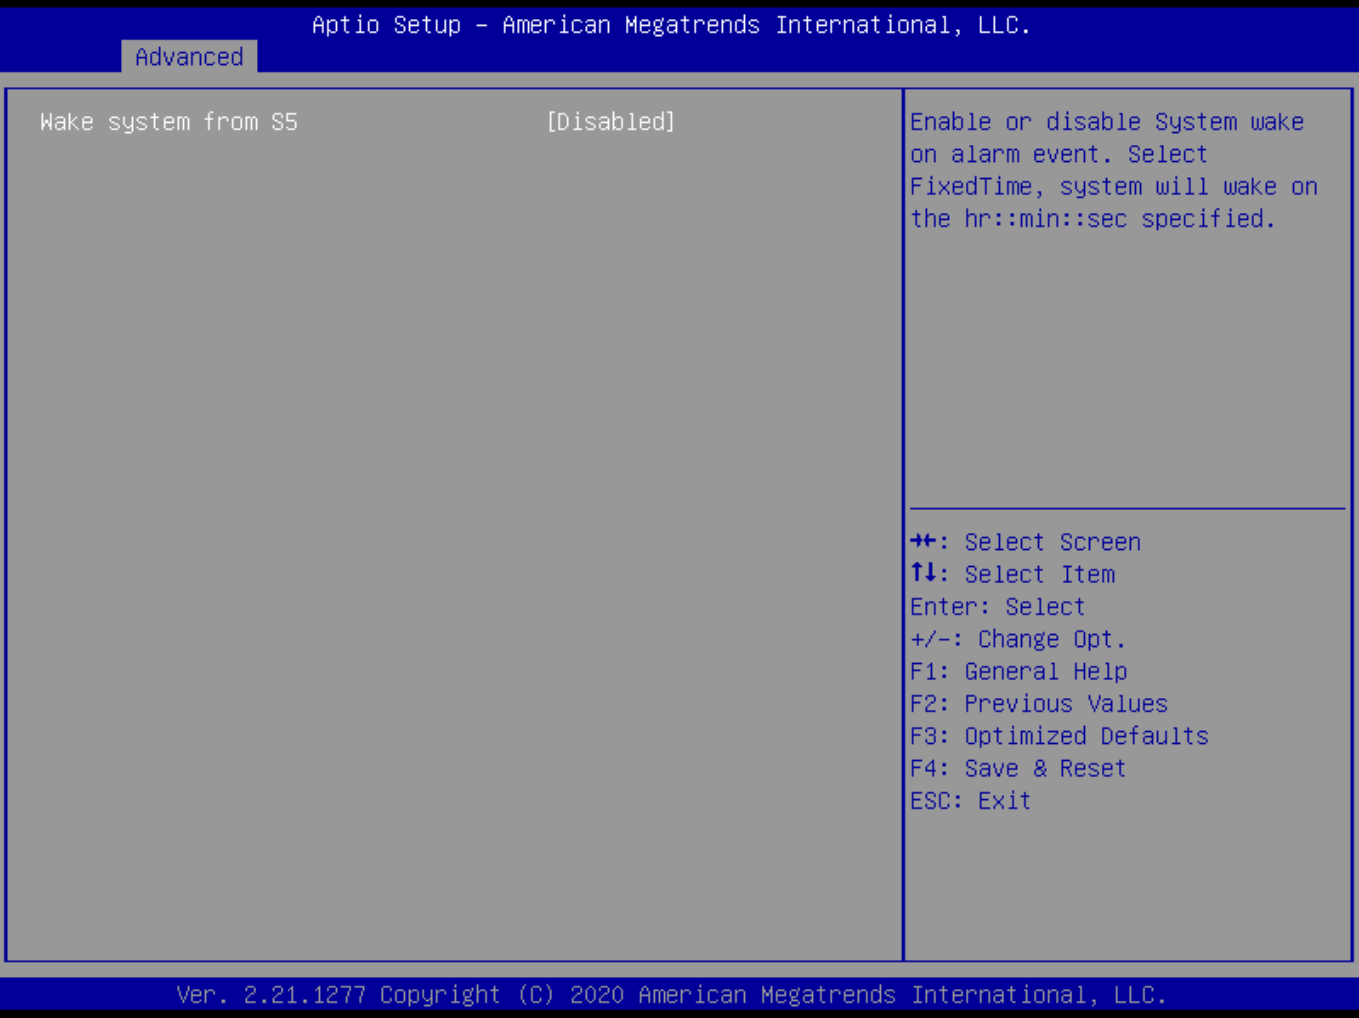 Aptio Setup – American Megatrends International, LLC.
Advanced
Wake system from S5 [Disabled]
Enable or disable System wake
on alarm event. Select
FixedTime, system will wake on
the hr::min::sec specified.
→←: Select Screen
↑↓: Select Item
Enter: Select
+/-: Change Opt.
F1: General Help
F2: Previous Values
F3: Optimized Defaults
F4: Save & Reset
ESC: Exit
Ver. 2.21.1277 Copyright (C) 2020 American Megatrends International, LLC.